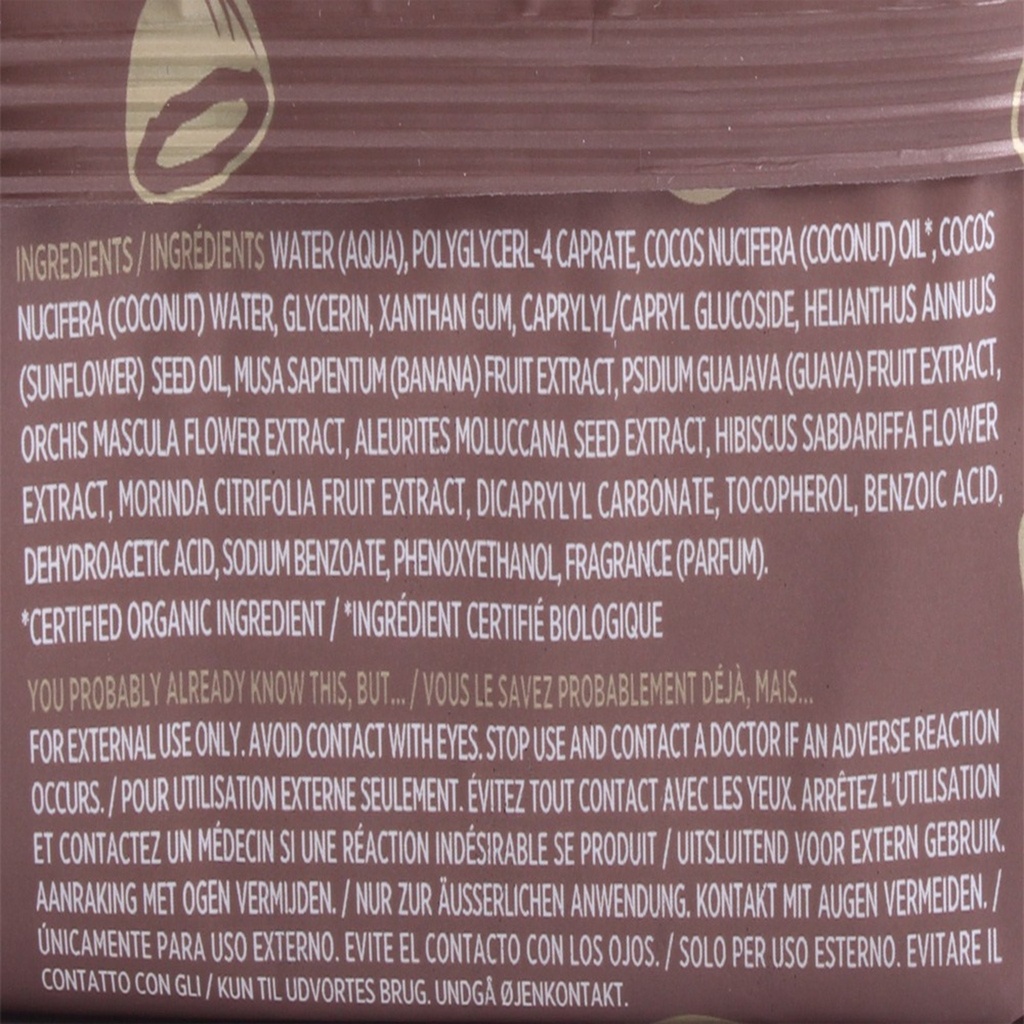 INGREDIENTS / INGRÉDIENTS WATER (AQUA), POLYGLYCERL-4 CAPRATE, COCOS NUCIFERA (COCONUT) OIL*, COCOS
NUCIFERA (COCONUT) WATER, GLYCERIN, XANTHAN GUM, CAPRYLYL/CAPRYL GLUCOSIDE, HELIANTHUS ANNUUS
(SUNFLOWER) SEED OIL, MUSA SAPIENTUM (BANANA) FRUIT EXTRACT, PSIDIUM GUAJAVA (GUAVA) FRUIT EXTRACT,
ORCHIS MASCULA FLOWER EXTRACT, ALEURITES MOLUCCANA SEED EXTRACT, HIBISCUS SABDARIFFA FLOWER
EXTRACT, MORINDA CITRIFOLIA FRUIT EXTRACT, DICAPRYLYL CARBONATE, TOCOPHEROL, BENZOIC ACID,
DEHYDROACETIC ACID, SODIUM BENZOATE, PHENOXYETHANOL, FRAGRANCE (PARFUM).
*CERTIFIED ORGANIC INGREDIENT / *INGRÉDIENT CERTIFIÉ BIOLOGIQUE
YOU PROBABLY ALREADY KNOW THIS, BUT... / VOUS LE SAVEZ PROBABLEMENT DÉJÀ, MAIS...
FOR EXTERNAL USE ONLY. AVOID CONTACT WITH EYES. STOP USE AND CONTACT A DOCTOR IF AN ADVERSE REACTION
OCCURS. / POUR UTILISATION EXTERNE SEULEMENT. ÉVITEZ TOUT CONTACT AVEC LES YEUX. ARRÊTEZ L'UTILISATION
ET CONTACTEZ UN MÉDECIN SI UNE RÉACTION INDÉSIRABLE SE PRODUIT / UITSLUITEND VOOR EXTERN GEBRUIK.
AANRAKING MET OGEN VERMIJDEN. / NUR ZUR ÄUSSERLICHEN ANWENDUNG. KONTAKT MIT AUGEN VERMEIDEN. /
ÚNICAMENTE PARA USO EXTERNO. EVITE EL CONTACTO CON LOS OJOS. / SOLO PER USO ESTERNO. EVITARE IL
CONTATTO CON GLI / KUN TIL UDVORTES BRUG. UNDGÅ ØJENKONTAKT.